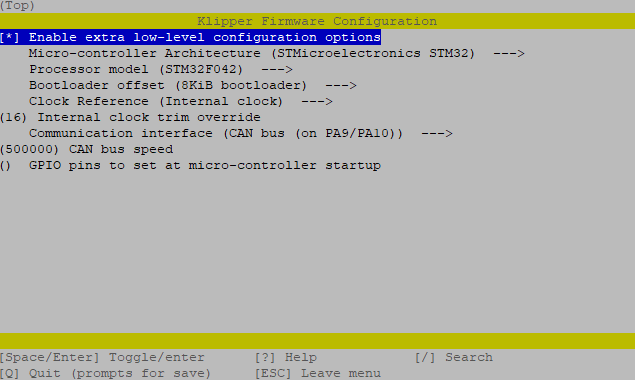 (Top)
Klipper Firmware Configuration
[*] Enable extra low-level configuration options
Micro-controller Architecture (STMicroelectronics STM32)  --->
Processor model (STM32F042)  --->
Bootloader offset (8KiB bootloader)  --->
Clock Reference (Internal clock)  --->
(16) Internal clock trim override
Communication interface (CAN bus (on PA9/PA10))  --->
(500000) CAN bus speed
()  GPIO pins to set at micro-controller startup
[Space/Enter] Toggle/enter [?] Help [/] Search
[Q] Quit (prompts for save) [ESC] Leave menu